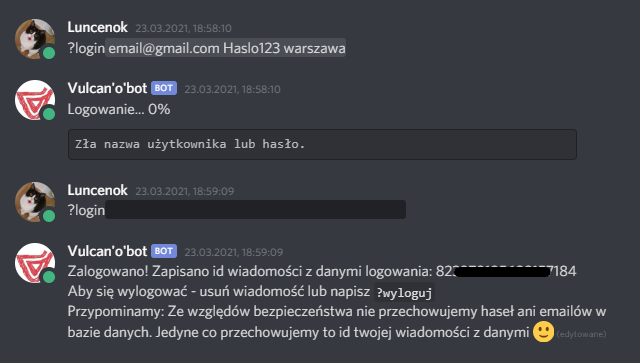 Luncenok 23.03.2021, 18:58:10
?login email@gmail.com Haslo123 warszawa
Vulcan'o'bot BOT 23.03.2021, 18:58:10
Logowanie... 0%
Zła nazwa użytkownika lub hasło.
Luncenok 23.03.2021, 18:59:09
?login
Vulcan'o'bot BOT 23.03.2021, 18:59:09
Zalogowano! Zapisano id wiadomości z danymi logowania: 82 7184
Aby się wylogować - usuń wiadomość lub napisz ?wyloguj
Przypominamy: Ze względów bezpieczeństwa nie przechowujemy haseł ani emailów w
bazie danych. Jedyne co przechowujemy to id twojej wiadomości z danymi (edytowane)